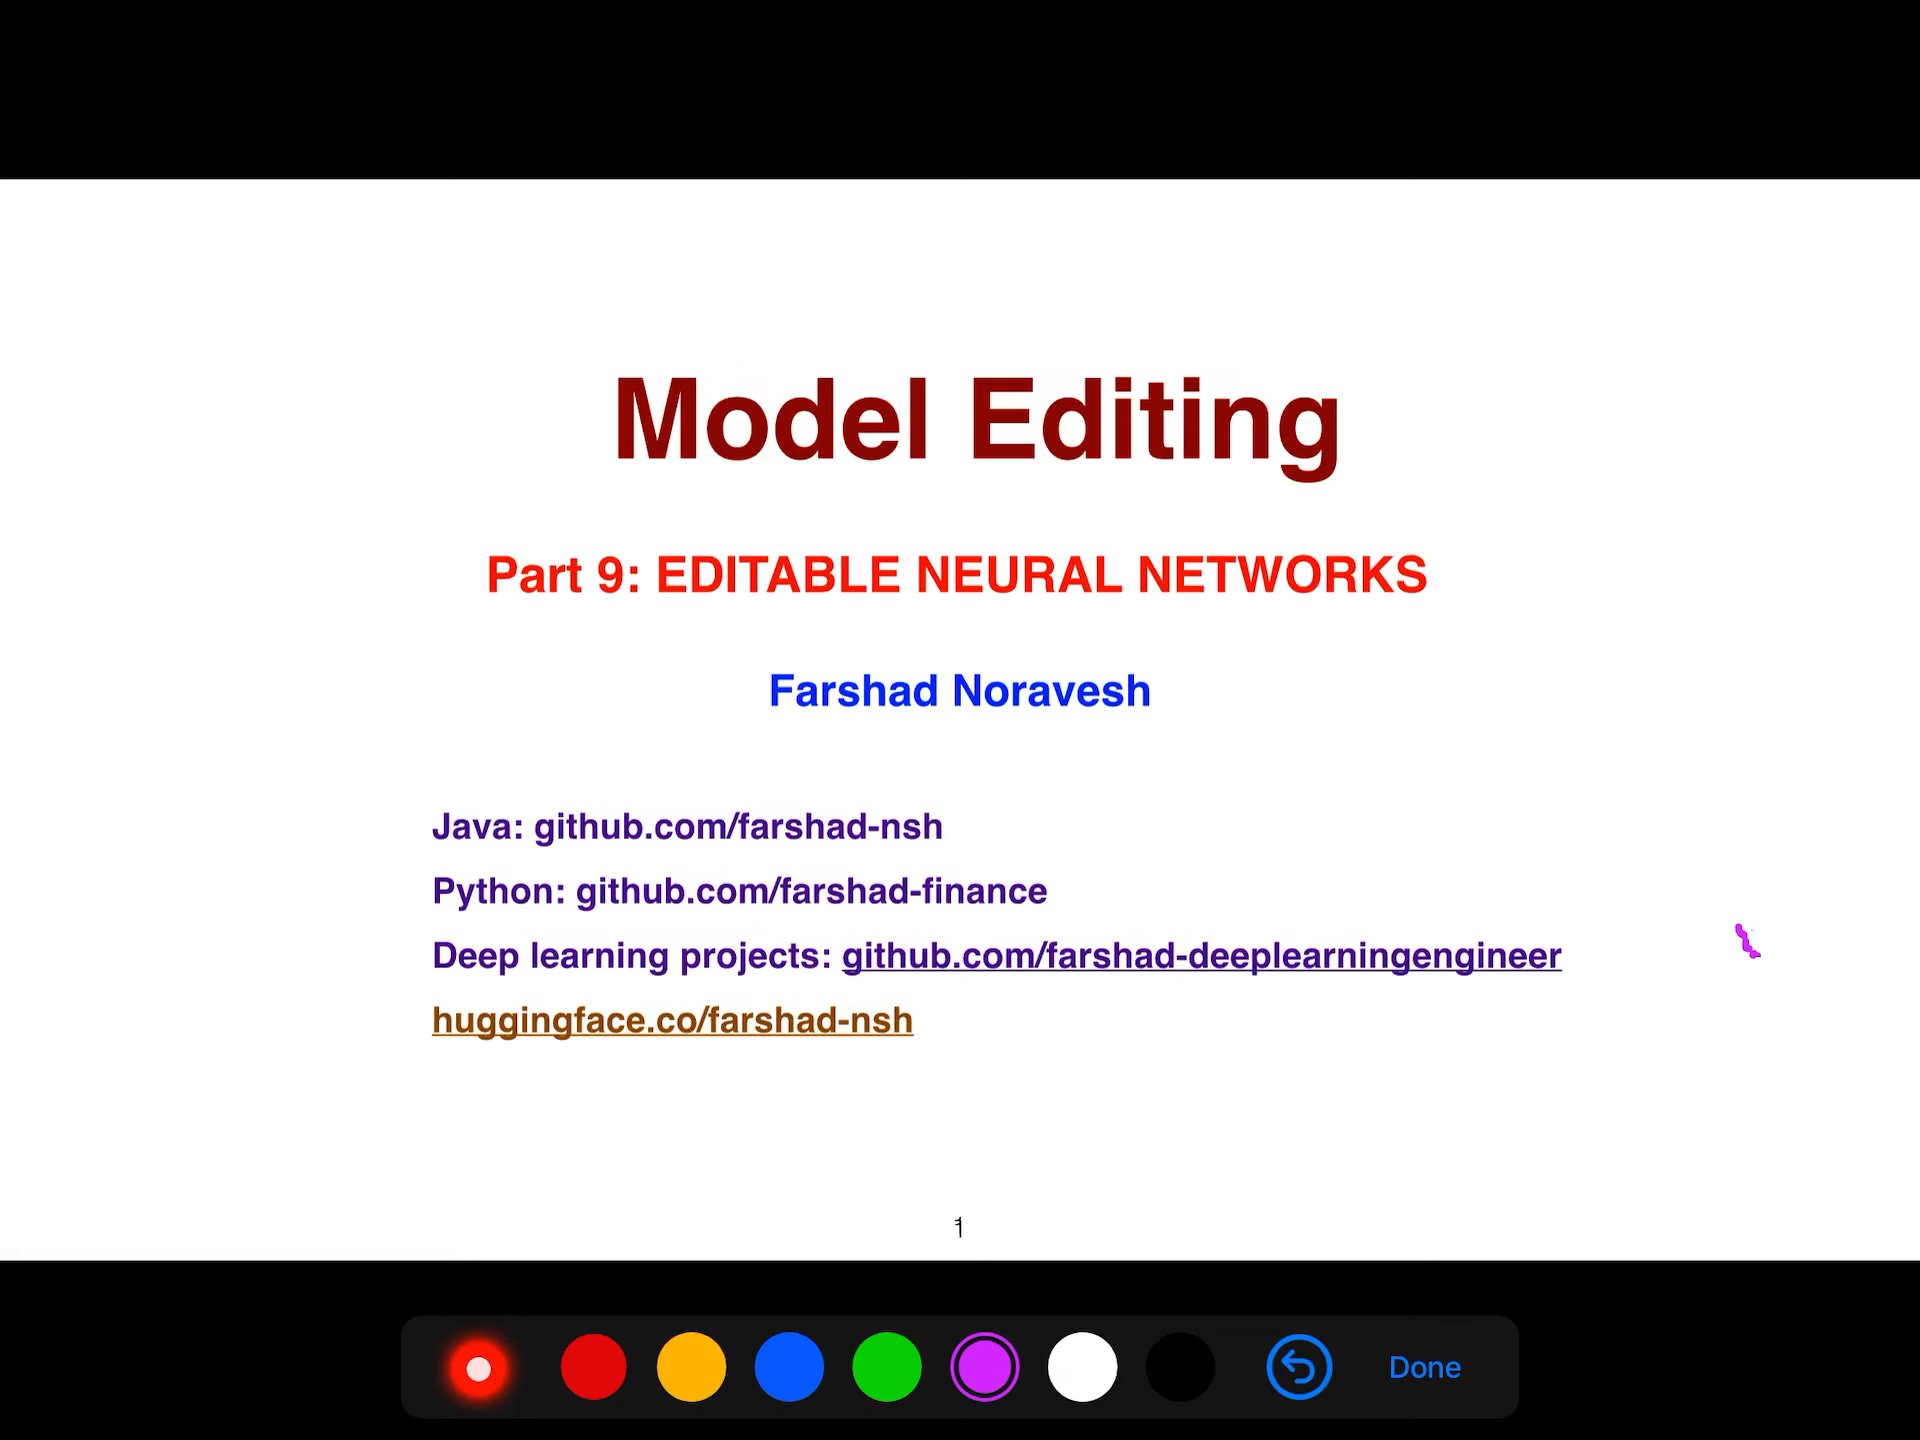 Model Editing
Part 9: EDITABLE NEURAL NETWORKS
Farshad Noravesh
Java: github.com/farshad-nsh
Python: github.com/farshad-finance
Deep learning projects: github.com/farshad-deeplearningengineer
huggingface.co/farshad-nsh
1
Done